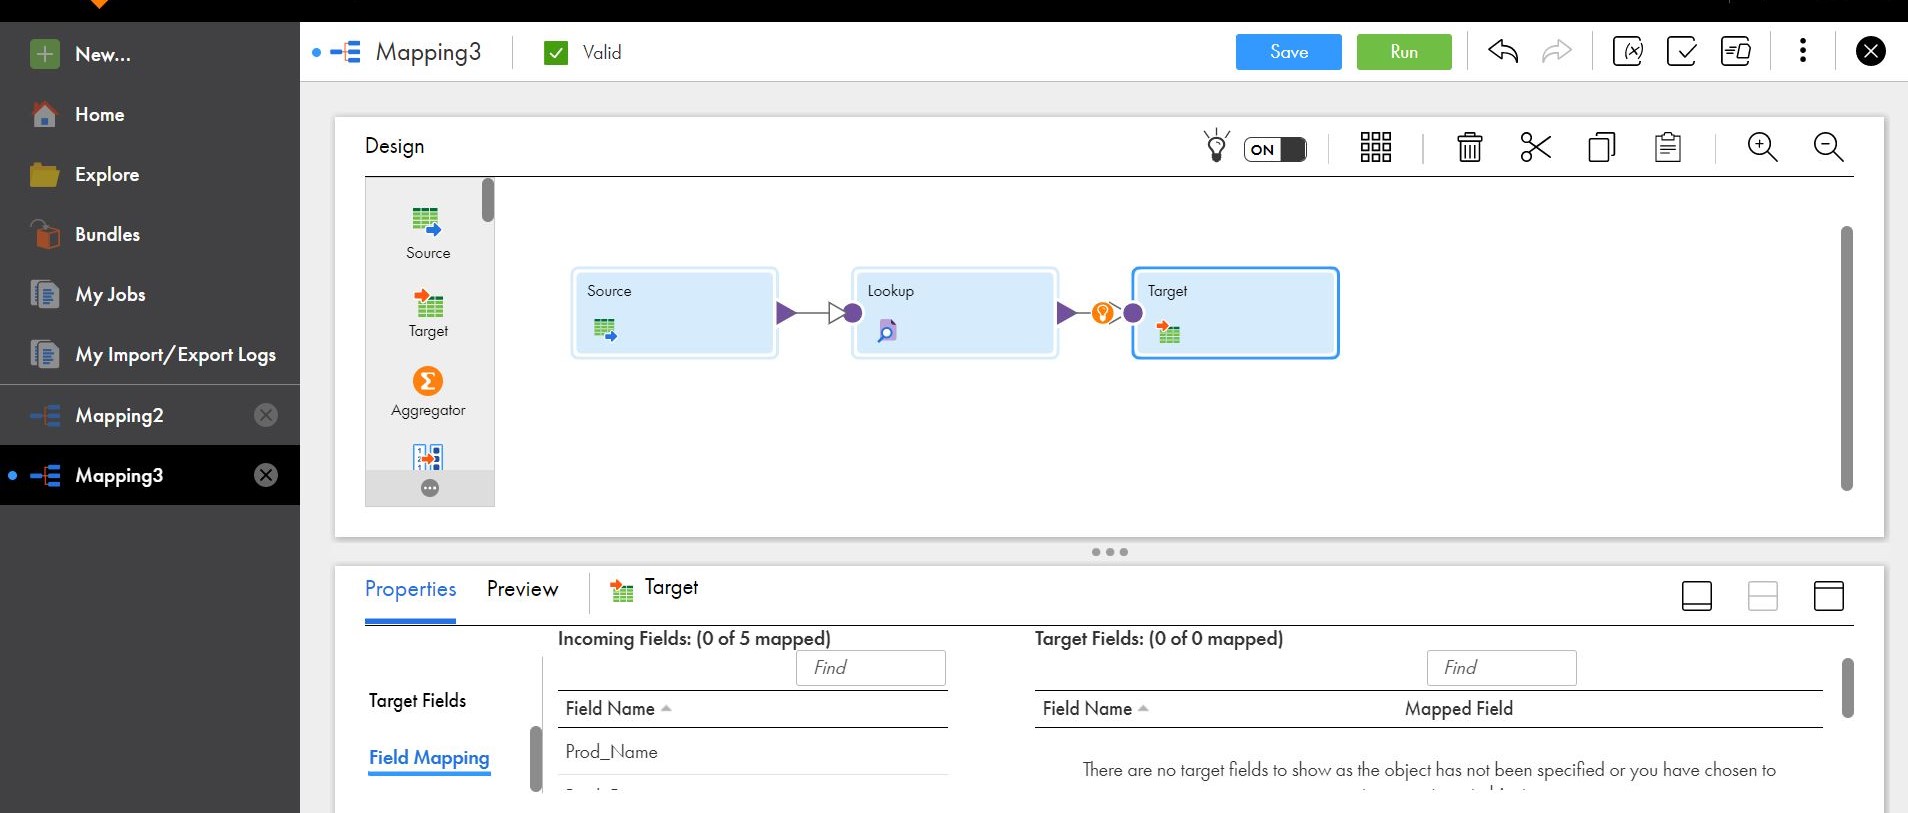 New...
Home
Explore
Bundles
My Jobs
My Import/Export Logs
Mapping2
Mapping3
Mapping3
Valid
Save
Run
Design
ON
Source
Target
Aggregator
Source
Lookup
Target
Properties
Preview
Target
Target Fields
Field Mapping
Incoming Fields: (0 of 5 mapped)
Find
Field Name
Prod_Name
Target Fields: (0 of 0 mapped)
Find
Field Name
Mapped Field
There are no target fields to show as the object has not been specified or you have chosen to